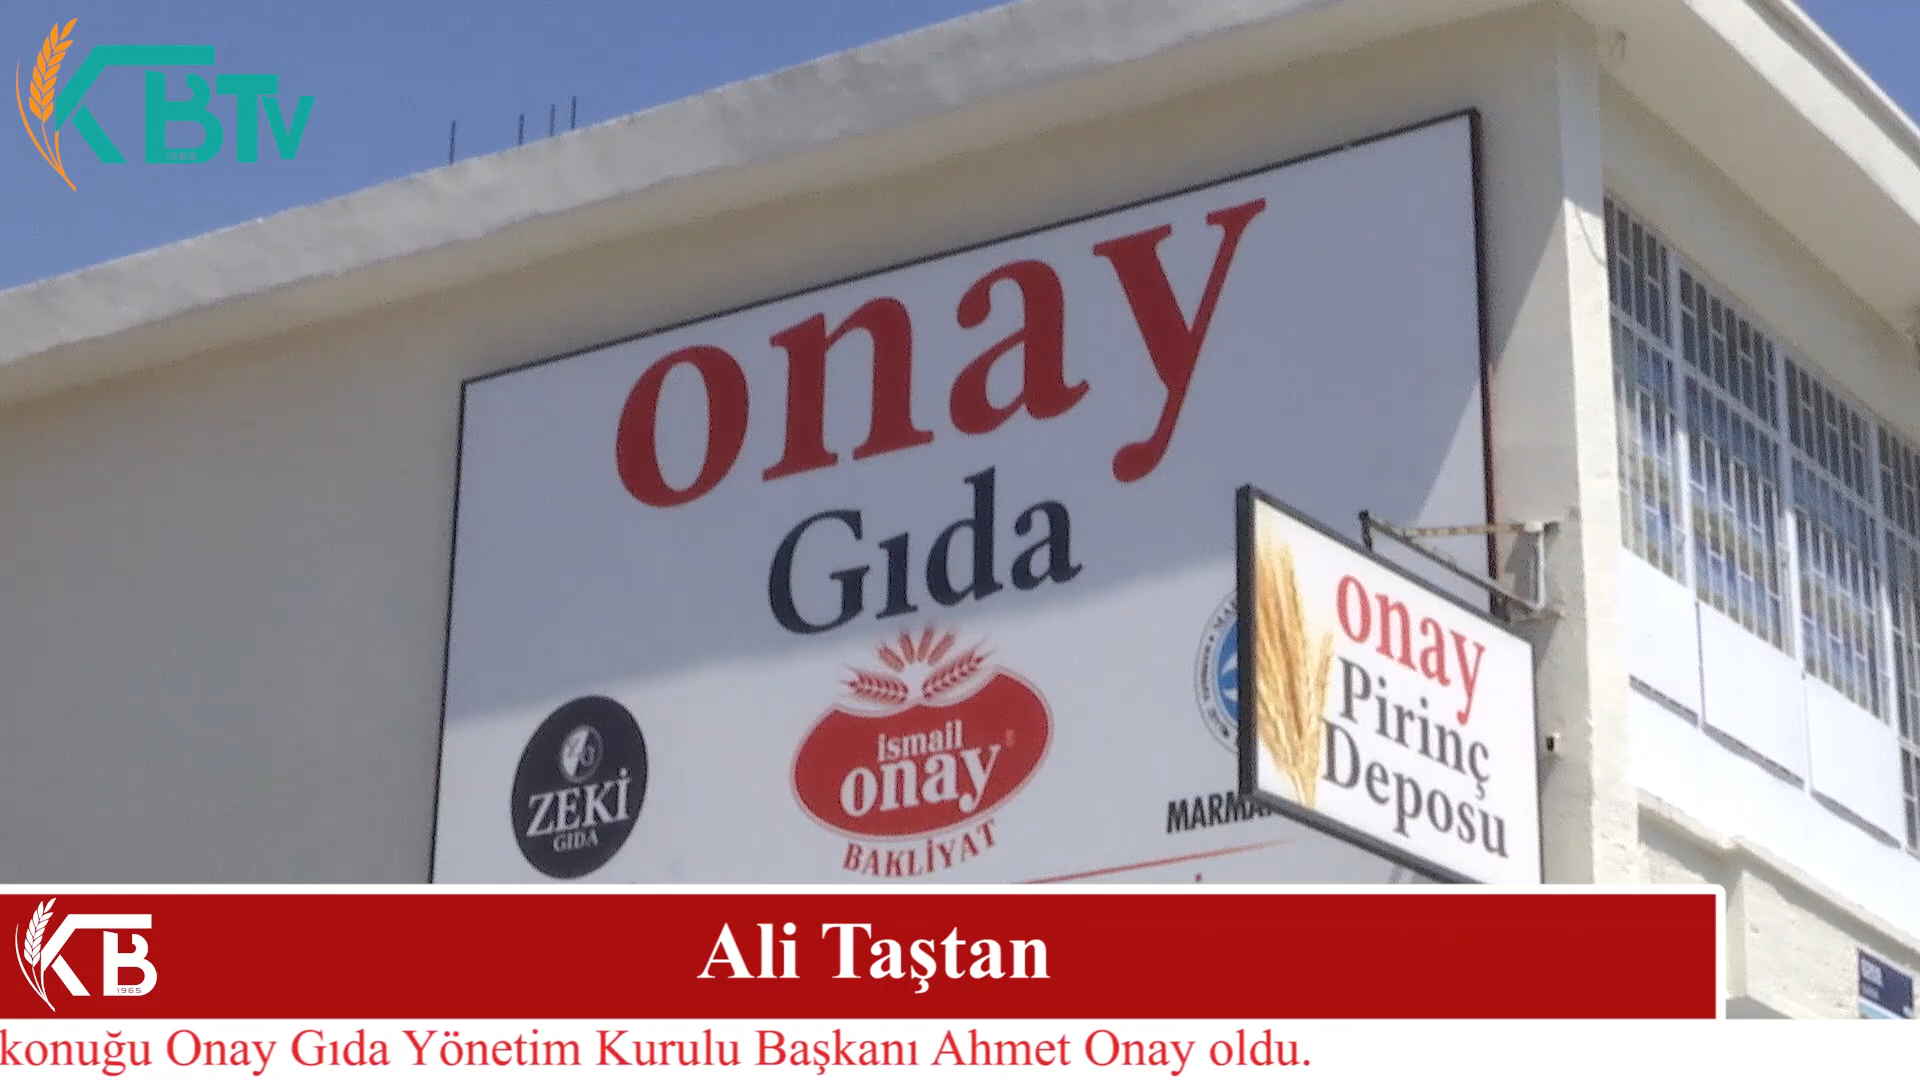 KBTV
1965
onay
Gıda
ZEKİ
GIDA
ismail
onay
BAKLİYAT
onay
Pirinç
Deposu
KB
1965
Ali Taştan
konuğu Onay Gıda Yönetim Kurulu Başkanı Ahmet Onay oldu.